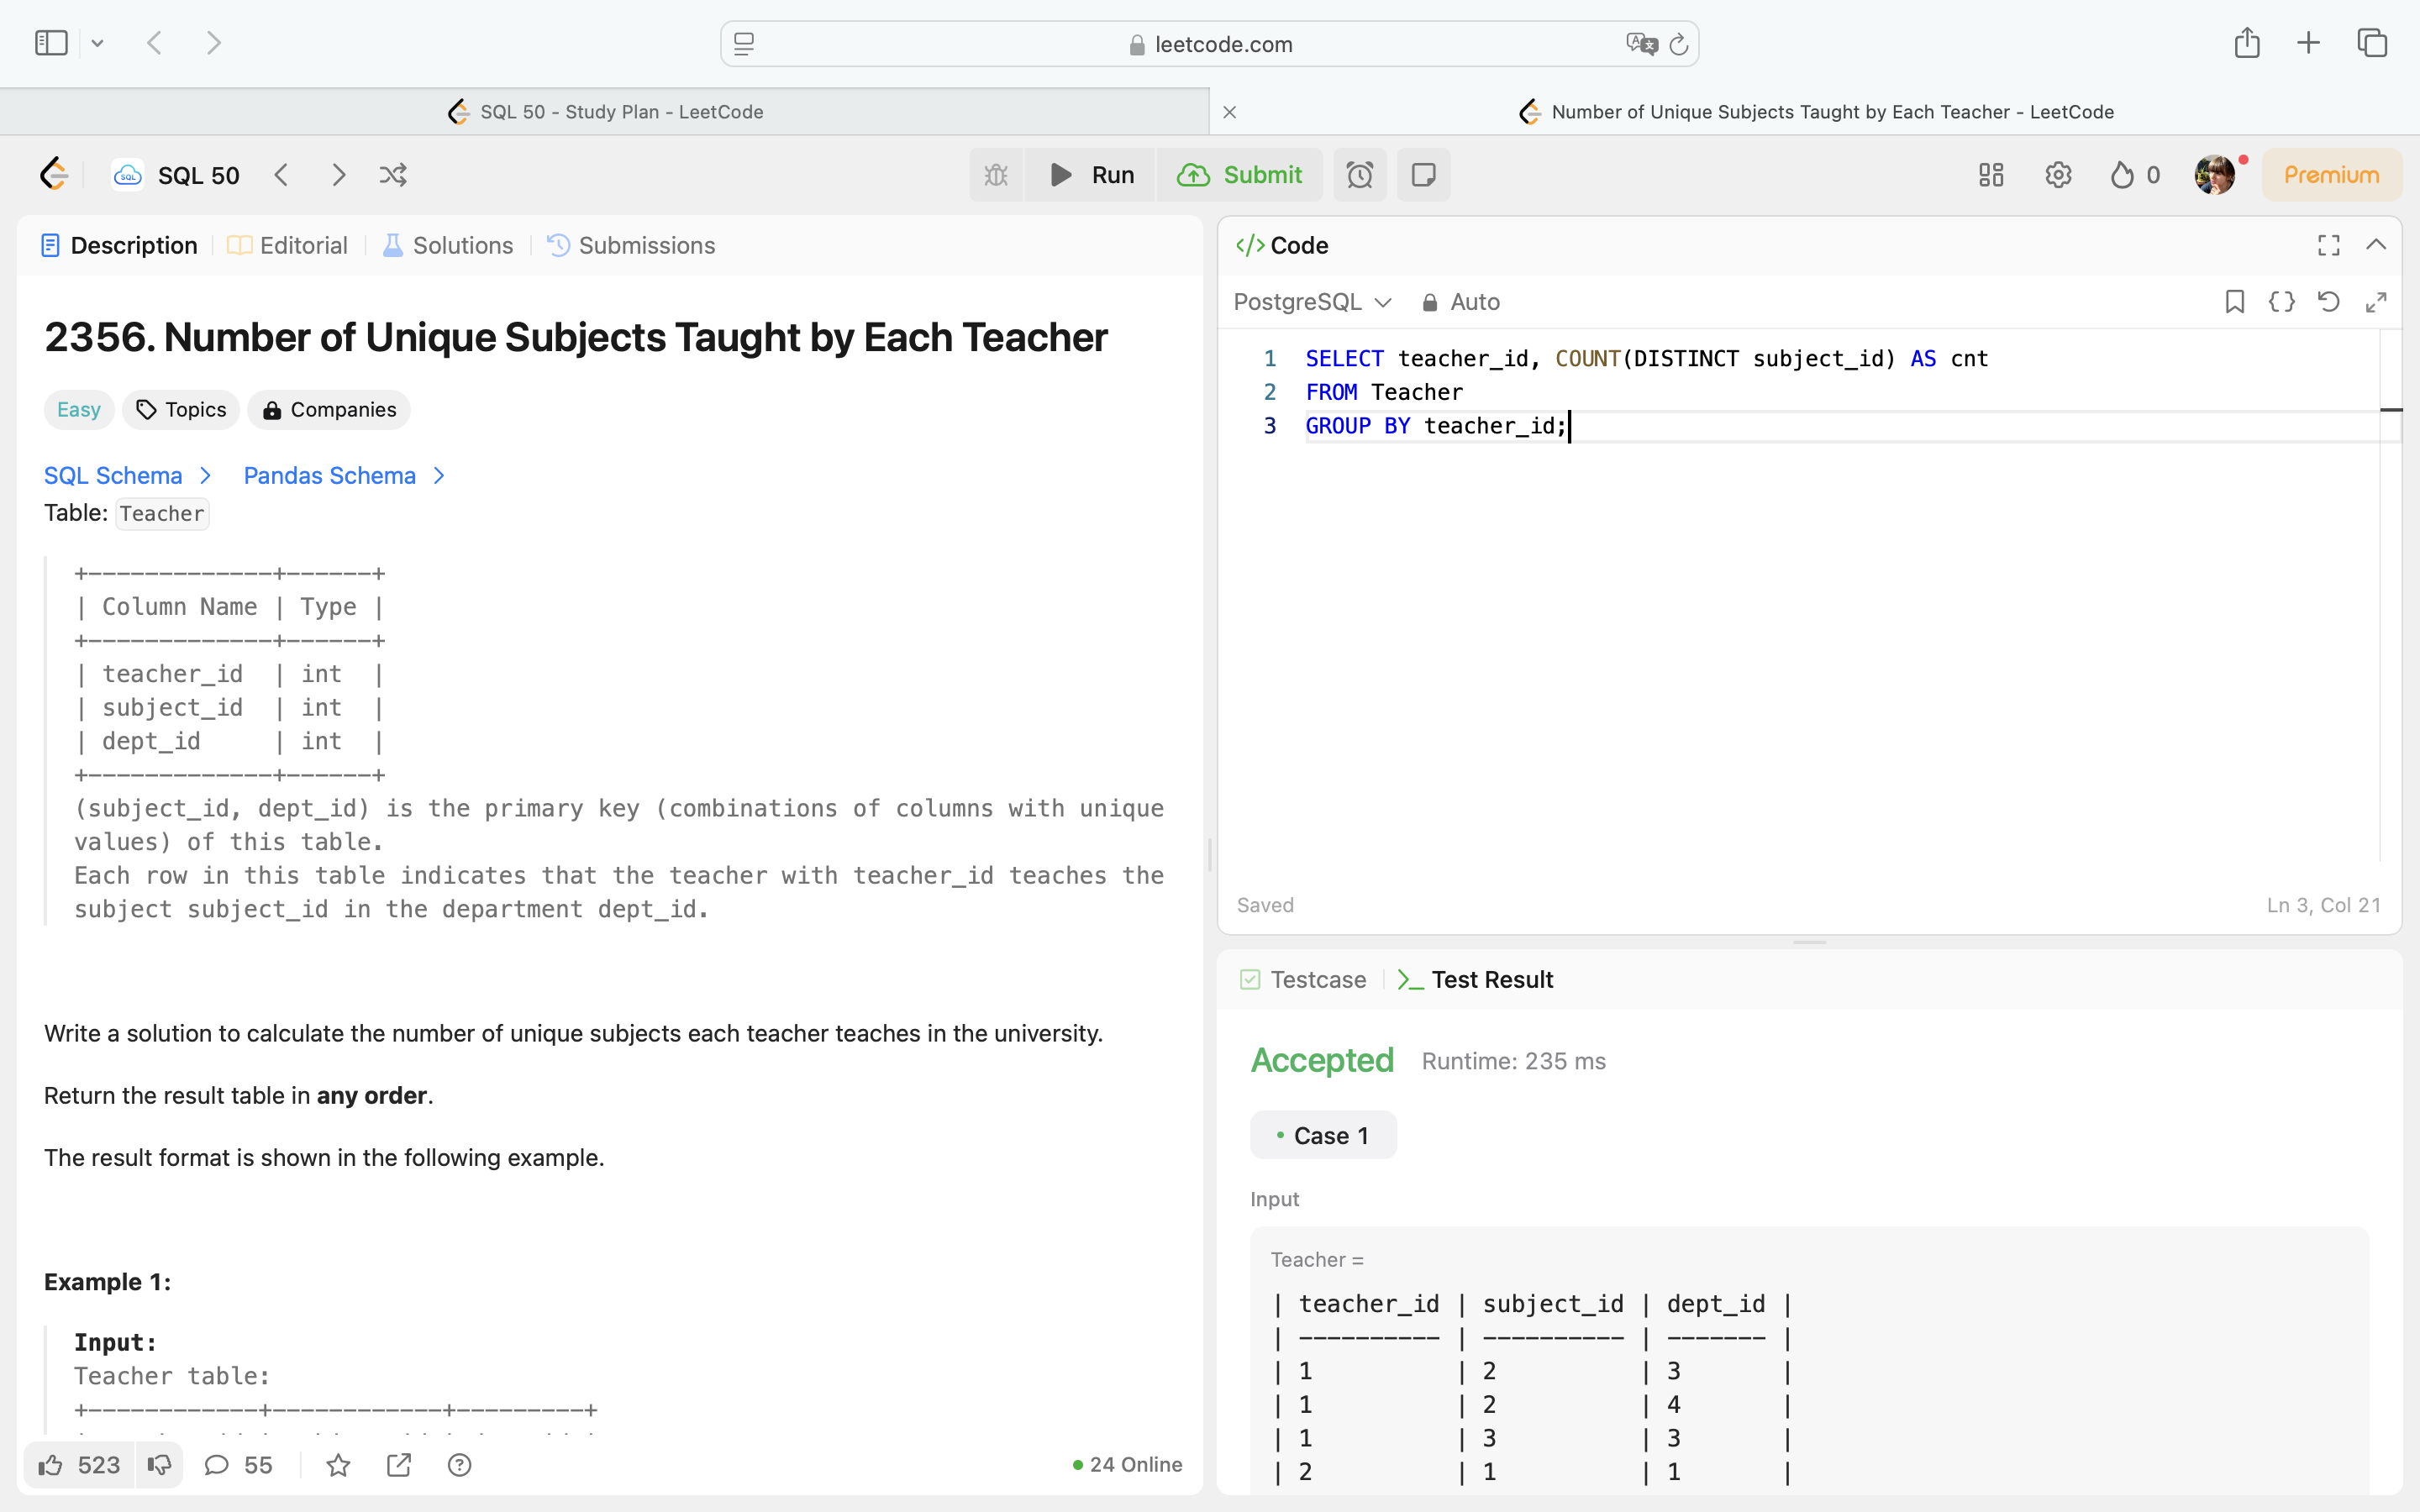 leetcode.com
SQL 50 - Study Plan - LeetCode
Number of Unique Subjects Taught by Each Teacher - LeetCode
SQL
SQL 50
Run
Submit
0
Premium
Description
Editorial
Solutions
Submissions
2356. Number of Unique Subjects Taught by Each Teacher
Easy
Topics
Companies
SQL Schema
Pandas Schema
Table: Teacher
+-------------+------+
| Column Name | Type |
+-------------+------+
| teacher_id  | int  |
| subject_id  | int  |
| dept_id     | int  |
+-------------+------+
(subject_id, dept_id) is the primary key (combinations of columns with unique
values) of this table.
Each row in this table indicates that the teacher with teacher_id teaches the
subject subject_id in the department dept_id.
Write a solution to calculate the number of unique subjects each teacher teaches in the university.
Return the result table in any order.
The result format is shown in the following example.
Example 1:
Input:
Teacher table:
+------------+------------+---------+
523
55
24 Online
Code
PostgreSQL
Auto
1 SELECT teacher_id, COUNT(DISTINCT subject_id) AS cnt
2 FROM Teacher
3 GROUP BY teacher_id;
Saved
Ln 3, Col 21
Testcase
Test Result
Accepted
Runtime: 235 ms
Case 1
Input
Teacher =
| teacher_id | subject_id | dept_id |
| ---------- | ---------- | ------- |
| 1          | 2          | 3       |
| 1          | 2          | 4       |
| 1          | 3          | 3       |
| 2          | 1          | 1       |